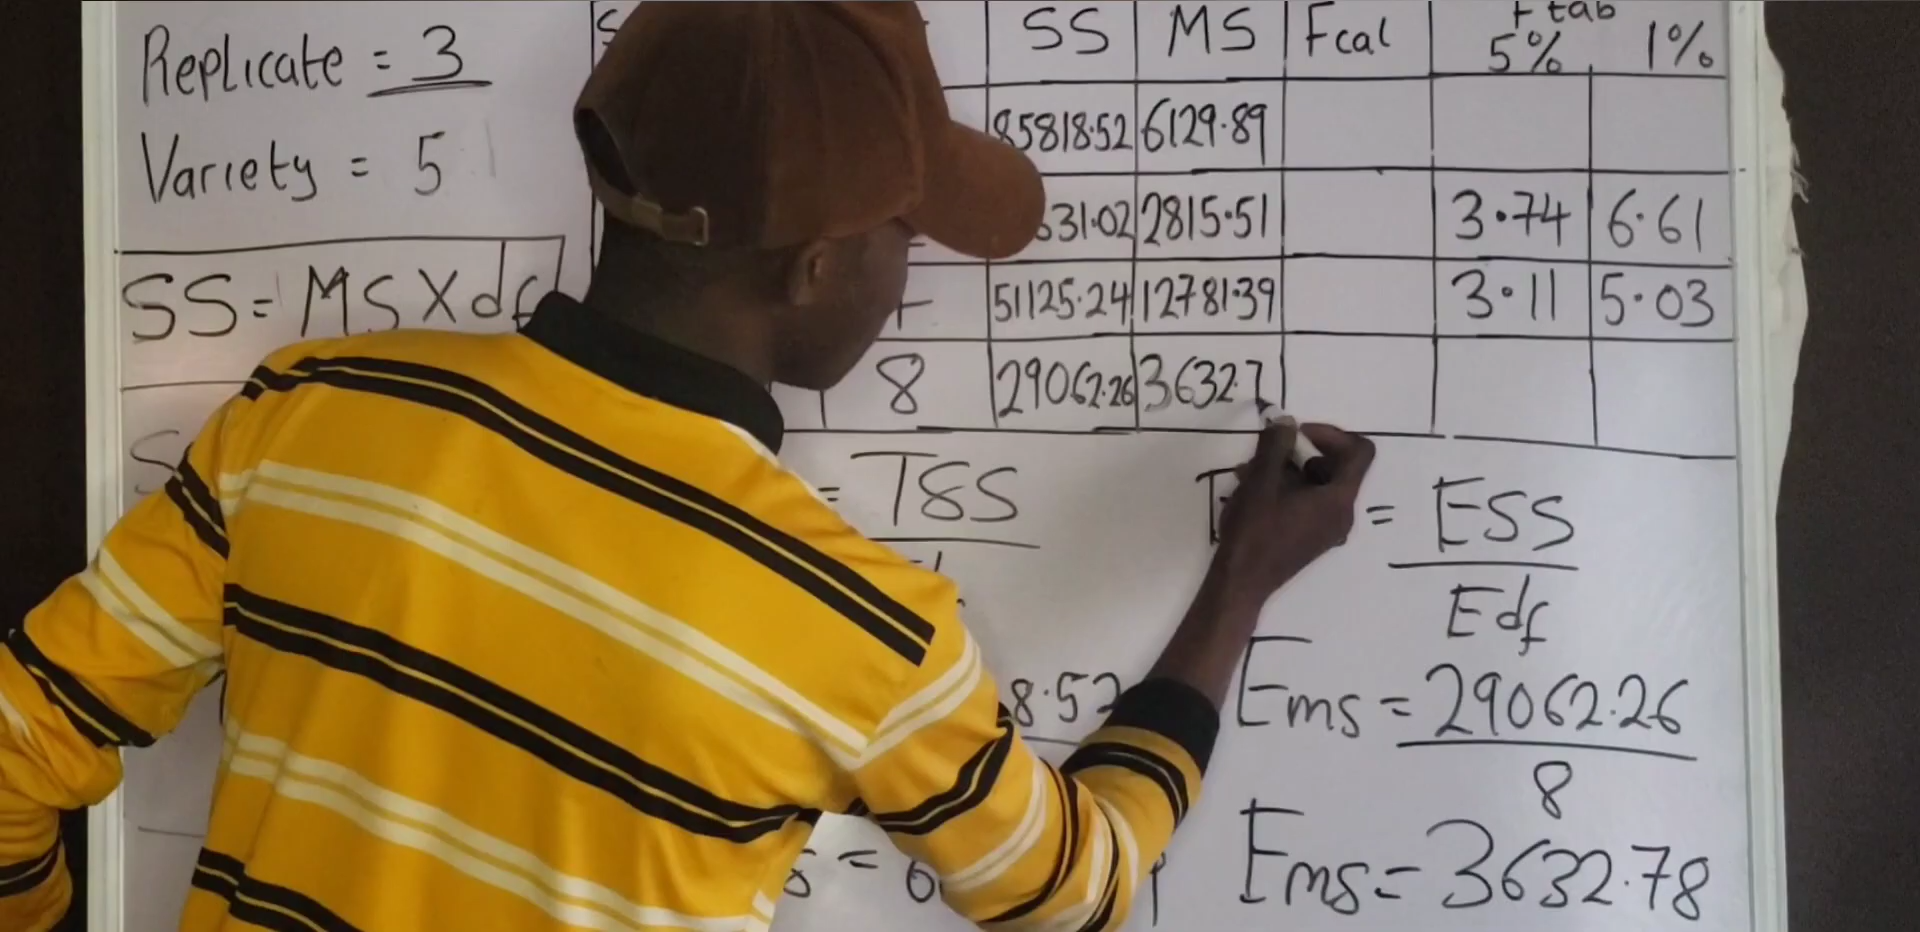 Replicate = 3
Variety = 5
SS = MS X df
SS MS Fcal F tab
5% 1%
85818.52 6129.89
631.02 2815.51 3.74 6.61
51125.24 12781.39 3.11 5.03
8 29062.26 3632.7
= TSS
= ESS
Edf
8.52
Ems = 29062.26
8
Ems = 3632.78